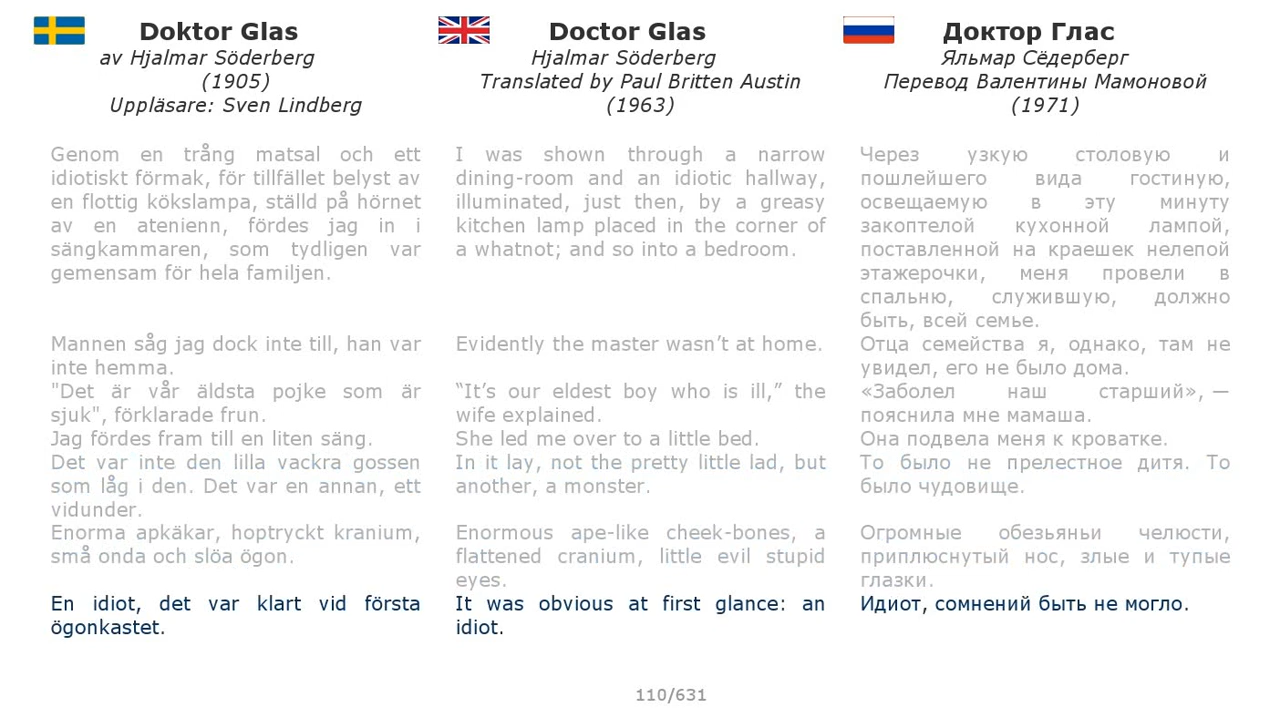 Doktor Glas
av Hjalmar Söderberg
(1905)
Uppläsare: Sven Lindberg
Genom en trång matsal och ett
idiotiskt förmak, för tillfället belyst av
en flottig kökslampa, ställd på hörnet
av en atenienn, fördes jag in i
sängkammaren, som tydligen var
gemensam för hela familjen.
Mannen såg jag dock inte till, han var
inte hemma.
"Det är vår äldsta pojke som är
sjuk", förklarade frun.
Jag fördes fram till en liten säng.
Det var inte den lilla vackra gossen
som låg i den. Det var en annan, ett
vidunder.
Enorma apkäkar, hoptryckt kranium,
små onda och slöa ögon.
En idiot, det var klart vid första
ögonkastet.
Doctor Glas
Hjalmar Söderberg
Translated by Paul Britten Austin
(1963)
I was shown through a narrow
dining-room and an idiotic hallway,
illuminated, just then, by a greasy
kitchen lamp placed in the corner of
a whatnot; and so into a bedroom.
Evidently the master wasn’t at home.
“It’s our eldest boy who is ill,” the
wife explained.
She led me over to a little bed.
In it lay, not the pretty little lad, but
another, a monster.
Enormous ape-like cheek-bones, a
flattened cranium, little evil stupid
eyes.
It was obvious at first glance: an
idiot.
Доктор Глас
Яльмар Сёдерберг
Перевод Валентины Мамоновой
(1971)
Через узкую столовую и
пошлейшего вида гостиную,
освещаемую в эту минуту
закоптелой кухонной лампой,
поставленной на краешек нелепой
этажерочки, меня провели в
спальню, служившую, должно
быть, всей семье.
Отца семейства я, однако, там не
увидел, его не было дома.
«Заболел наш старший», —
пояснила мне мамаша.
Она подвела меня к кроватке.
То было не прелестное дитя. То
было чудовище.
Огромные обезьяньи челюсти,
приплюснутый нос, злые и тупые
глазки.
Идиот, сомнений быть не могло.
110/631